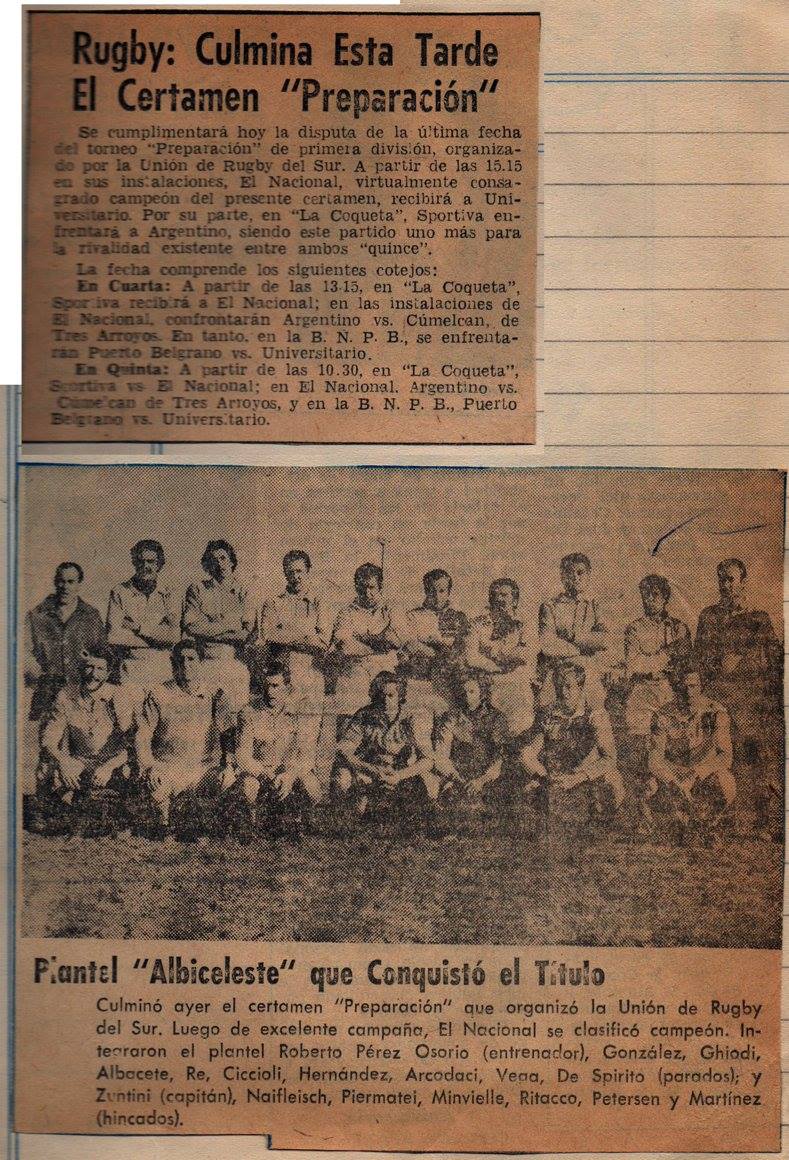 Rugby: Culmina Esta Tarde
El Certamen "Preparación"
Se cumplimentará hoy la disputa de la última fecha
del torneo "Preparación" de primera división, organiza-
do por la Unión de Rugby del Sur. A partir de las 15.15
en sus instalaciones, El Nacional, virtualmente consa-
grado campeón del presente certamen, recibirá a Uni-
versitario. Por su parte, en "La Coqueta", Sportiva en-
frentará a Argentino, siendo este partido uno más para
la rivalidad existente entre ambos "quince".
La fecha comprende los siguientes cotejos:
En Cuarta: A partir de las 13.15, en "La Coqueta",
Sportiva recibirá a El Nacional; en las instalaciones de
El Nacional, confrontarán Argentino vs. Cúmelcan, de
Tres Arroyos. En tanto, en la B. N. P. B., se enfrenta-
rán Puerto Belgrano vs. Universitario.
En Quinta: A partir de las 10.30, en "La Coqueta",
Sportiva vs El Nacional; en El Nacional. Argentino vs.
Cúmelcan de Tres Arroyos, y en la B. N. P. B., Puerto
Belgrano vs. Universitario.
Plantel "Albiceleste" que Conquistó el Título
Culminó ayer el certamen "Preparación" que organizó la Unión de Rugby
del Sur. Luego de excelente campaña, El Nacional se clasificó campeón. In-
tegraron el plantel Roberto Pérez Osorio (entrenador), González, Ghiodi,
Albacete, Re, Ciccioli, Hernández, Arcodaci, Vega, De Spirito (parados); y
Zuntini (capitán), Naifleisch, Piermatei, Minvielle, Ritacco, Petersen y Martínez
(hincados).